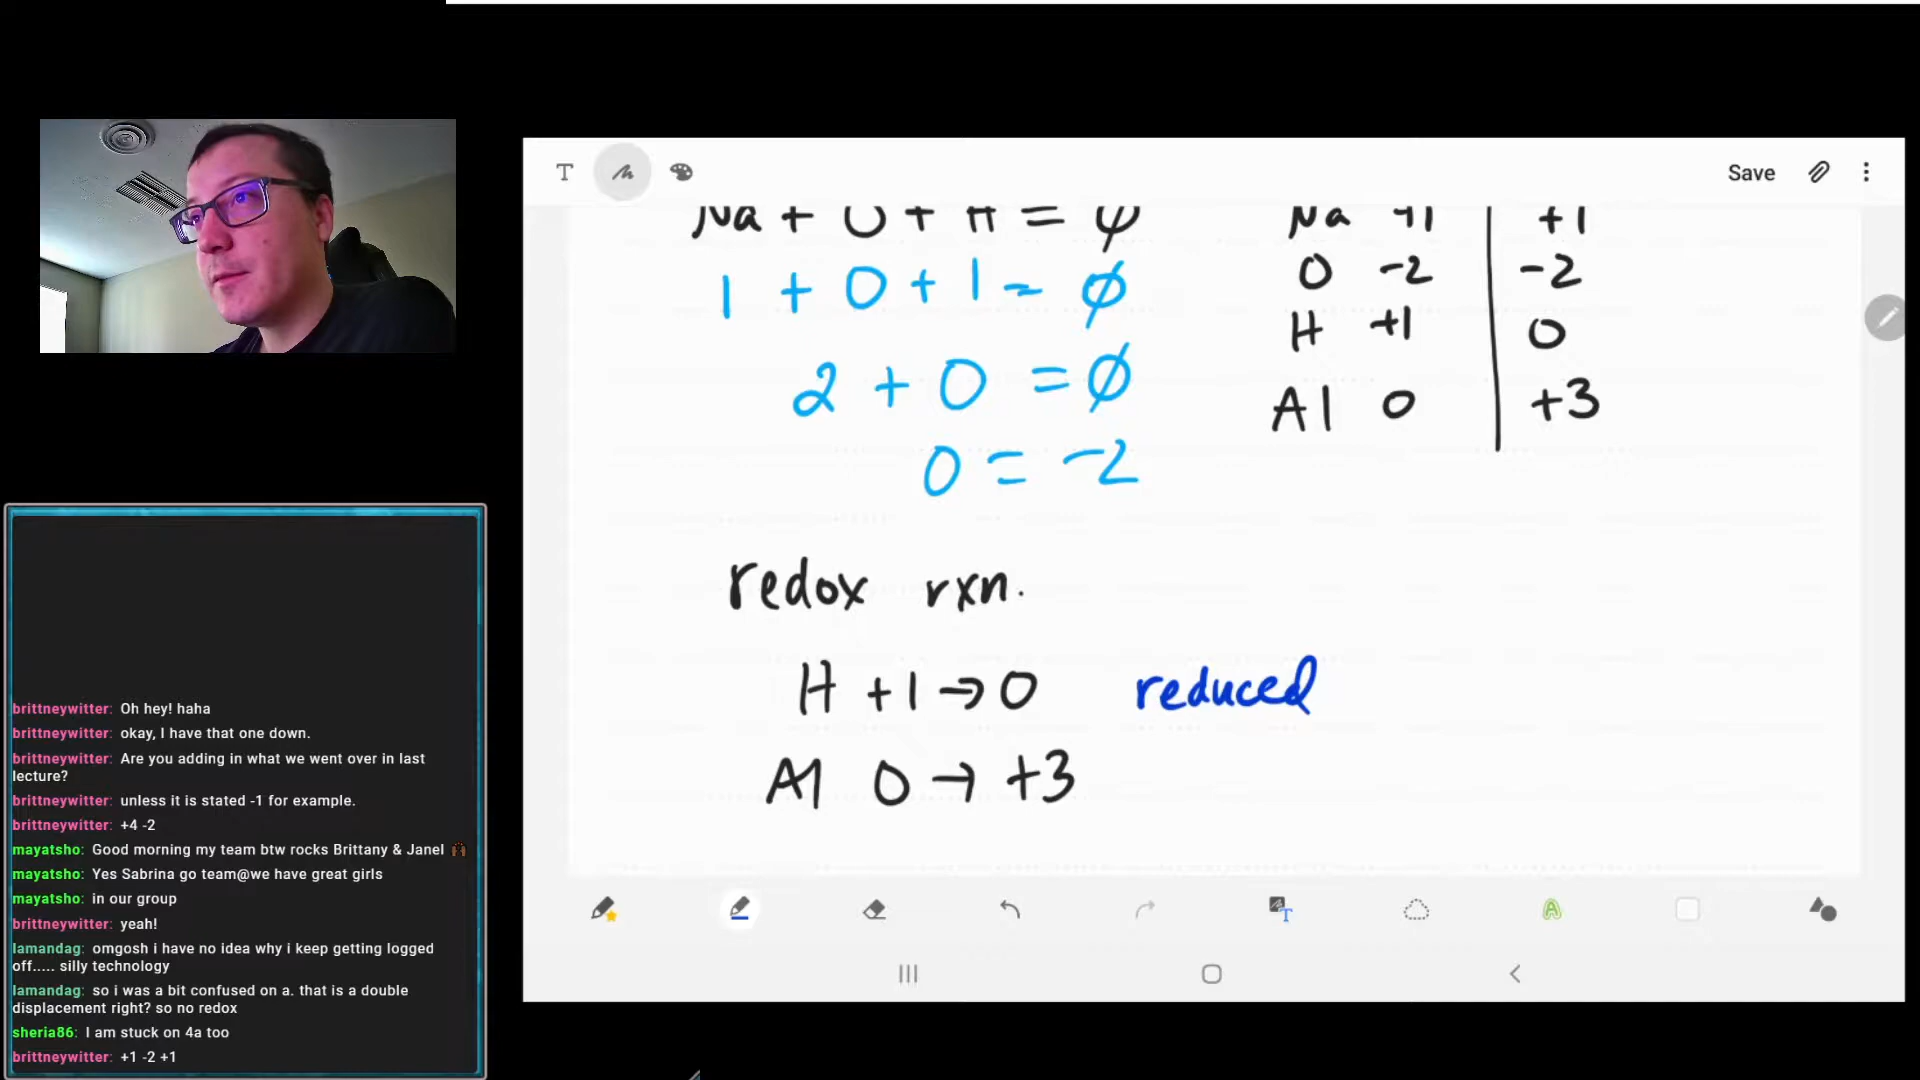 T
Save
Na + O + H = ∅
1 + O + 1 = ∅
2 + O = ∅
O = -2
Na +1 +1
O -2 -2
H +1 0
Al 0 +3
redox rxn.
H +1 → 0 reduced
Al 0 → +3
brittneywitter: Oh hey! haha
brittneywitter: okay, I have that one down.
brittneywitter: Are you adding in what we went over in last
lecture?
brittneywitter: unless it is stated -1 for example.
brittneywitter: +4 -2
mayatsho: Good morning my team btw rocks Brittany & Janel
mayatsho: Yes Sabrina go team@we have great girls
mayatsho: in our group
brittneywitter: yeah!
lamandag: omgosh i have no idea why i keep getting logged
off..... silly technology
lamandag: so i was a bit confused on a. that is a double
displacement right? so no redox
sheria86: I am stuck on 4a too
brittneywitter: +1 -2 +1